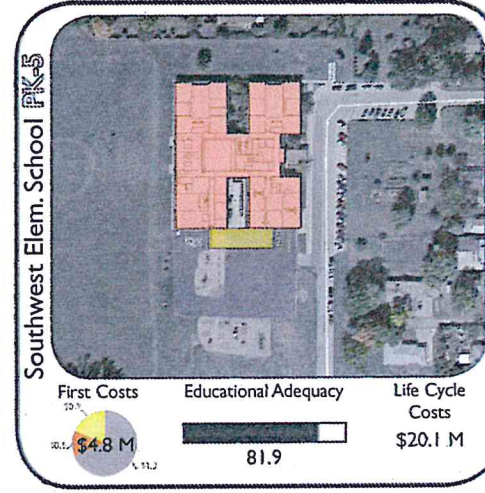 Southwest Elem. School PK-5
First Costs
Educational Adequacy
Life Cycle
Costs
$4.8 M
81.9
$20.1 M